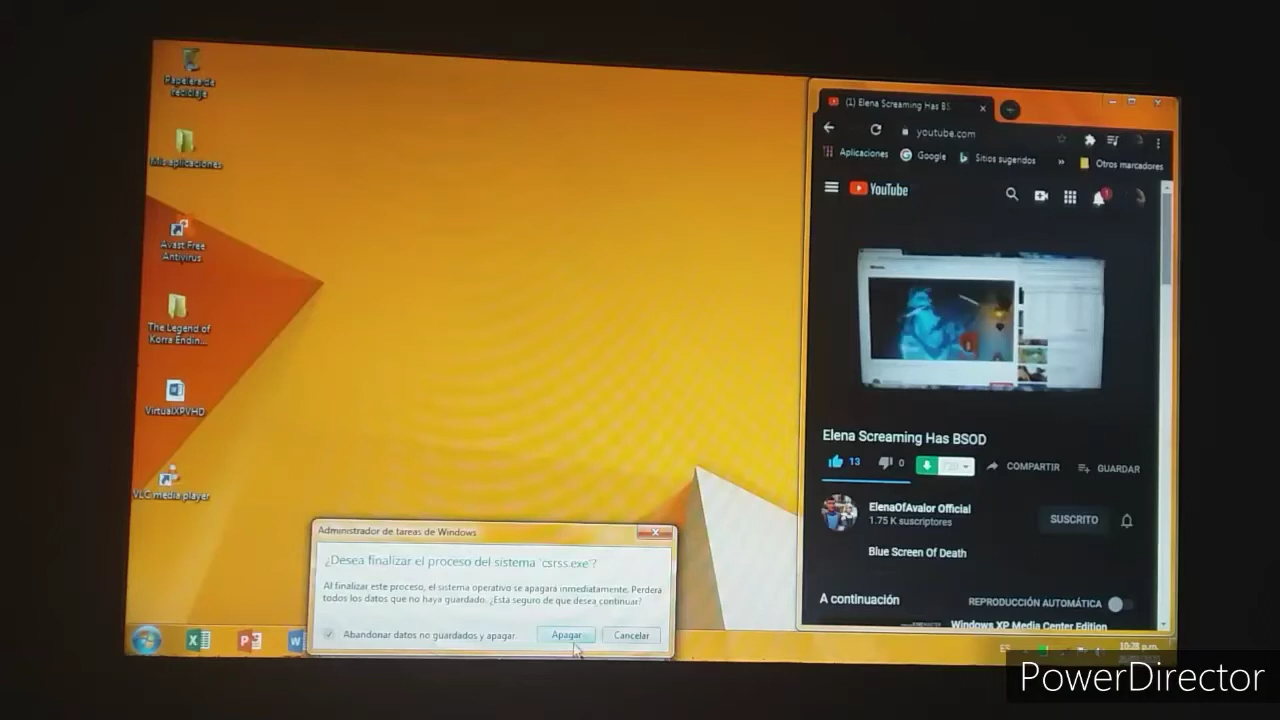 Papelera de
reciclaje
Mis aplicaciones
Avast Free
Antivirus
The Legend of
Korra Endin...
VirtualXPVHD
VLC media player
(1) Elena Screaming Has BS
youtube.com
Aplicaciones
Google
Sitios sugeridos
»
Otros marcadores
YouTube
1
Elena Screaming Has BSOD
13
0
720
COMPARTIR
GUARDAR
ElenaOfAvalor Official
1.75 K suscriptores
SUSCRITO
Blue Screen Of Death
A continuación
REPRODUCCIÓN AUTOMÁTICA
Windows XP Media Center Edition
Administrador de tareas de Windows
¿Desea finalizar el proceso del sistema 'csrss.exe'?
Al finalizar este proceso, el sistema operativo se apagará inmediatamente. Perderá
todos los datos que no haya guardado. ¿Está seguro de que desea continuar?
Abandonar datos no guardados y apagar.
Apagar
Cancelar
ES
10:28 p.m.
PowerDirector